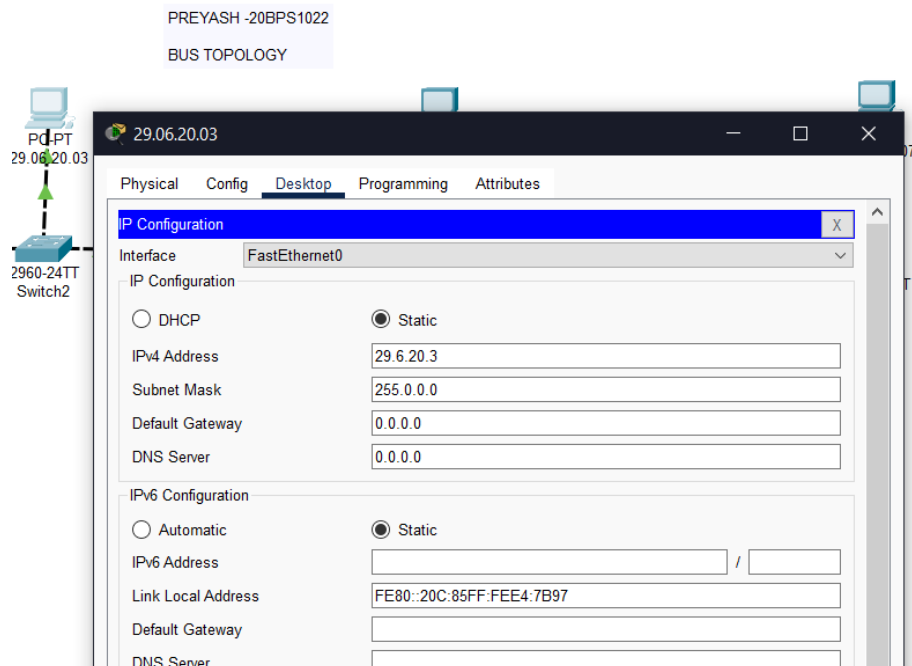 PREYASH -20BPS1022
BUS TOPOLOGY
PC-PT
29.06.20.03
2960-24TT
Switch2
29.06.20.03
Physical Config Desktop Programming Attributes
IP Configuration X
Interface FastEthernet0
IP Configuration
DHCP Static
IPv4 Address 29.6.20.3
Subnet Mask 255.0.0.0
Default Gateway 0.0.0.0
DNS Server 0.0.0.0
IPv6 Configuration
Automatic Static
IPv6 Address /
Link Local Address FE80::20C:85FF:FEE4:7B97
Default Gateway
DNS Server